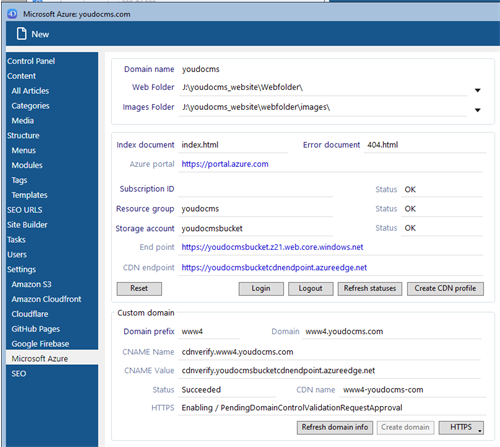 Microsoft Azure: youdocms.com
New
Control Panel
Content
All Articles
Categories
Media
Structure
Menus
Modules
Tags
Templates
SEO URLS
Site Builder
Tasks
Users
Settings
Amazon S3
Amazon Cloudfront
Cloudflare
GitHub Pages
Google Firebase
Microsoft Azure
SEO
Domain name youdocms
Web Folder J:\youdocms_website\Webfolder\
Images Folder J:\youdocms_website\webfolder\images\
Index document index.html Error document 404.html
Azure portal https://portal.azure.com
Subscription ID Status OK
Resource group youdocms Status OK
Storage account youdocmsbucket Status OK
End point https://youdocmsbucket.z21.web.core.windows.net
CDN endpoint https://youdocmsbucketcdnendpoint.azureedge.net
Reset Login Logout Refresh statuses Create CDN profile
Custom domain
Domain prefix www4 Domain www4.youdocms.com
CNAME Name cdnverify.www4.youdocms.com
CNAME Value cdnverify.youdocmsbucketcdnendpoint.azureedge.net
Status Succeeded CDN name www4-youdocms-com
HTTPS Enabling / PendingDomainControlValidationRequestApproval
Refresh domain info Create domain HTTPS